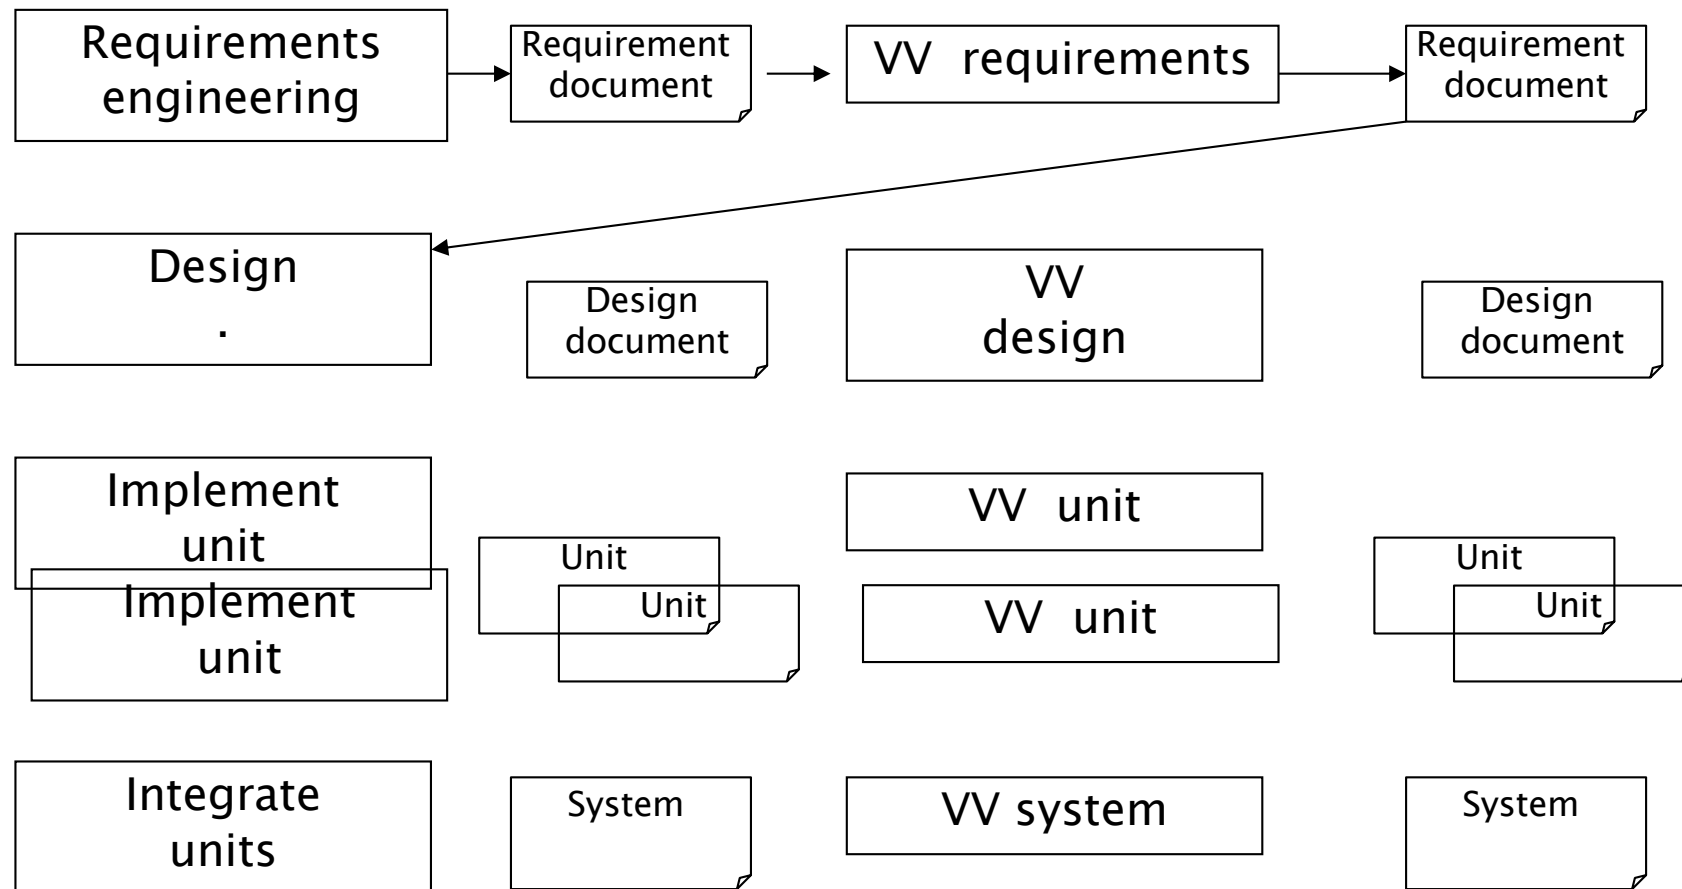 Requirements
engineering
Requirement
document
VV requirements
Requirement
document
Design
.
Design
document
VV
design
Design
document
Implement
unit
Implement
unit
Unit
Unit
VV unit
VV unit
Unit
Unit
Integrate
units
System
VV system
System